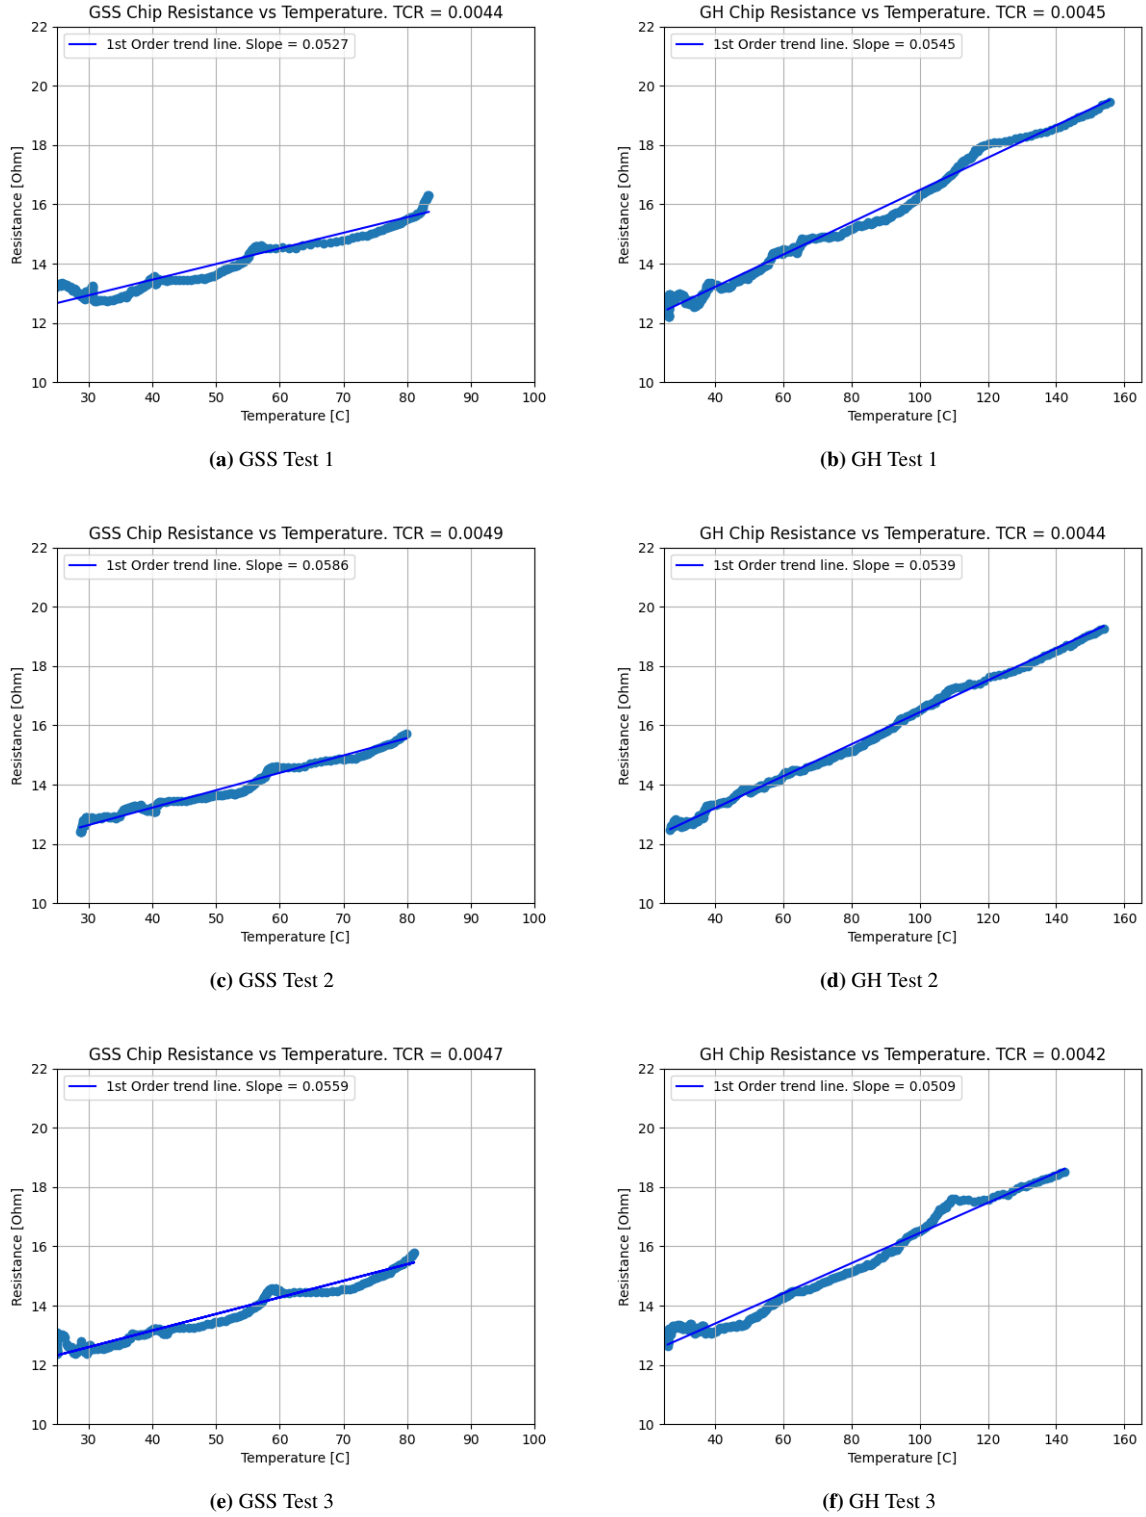 GSS Chip Resistance vs Temperature. TCR = 0.0044
1st Order trend line. Slope = 0.0527
22
20
18
16
14
12
10
Resistance [Ohm]
30 40 50 60 70 80 90 100
Temperature [C]
(a) GSS Test 1
GH Chip Resistance vs Temperature. TCR = 0.0045
1st Order trend line. Slope = 0.0545
22
20
18
16
14
12
10
Resistance [Ohm]
40 60 80 100 120 140 160
Temperature [C]
(b) GH Test 1
GSS Chip Resistance vs Temperature. TCR = 0.0049
1st Order trend line. Slope = 0.0586
22
20
18
16
14
12
10
Resistance [Ohm]
30 40 50 60 70 80 90 100
Temperature [C]
(c) GSS Test 2
GH Chip Resistance vs Temperature. TCR = 0.0044
1st Order trend line. Slope = 0.0539
22
20
18
16
14
12
10
Resistance [Ohm]
40 60 80 100 120 140 160
Temperature [C]
(d) GH Test 2
GSS Chip Resistance vs Temperature. TCR = 0.0047
1st Order trend line. Slope = 0.0559
22
20
18
16
14
12
10
Resistance [Ohm]
30 40 50 60 70 80 90 100
Temperature [C]
(e) GSS Test 3
GH Chip Resistance vs Temperature. TCR = 0.0042
1st Order trend line. Slope = 0.0509
22
20
18
16
14
12
10
Resistance [Ohm]
40 60 80 100 120 140 160
Temperature [C]
(f) GH Test 3